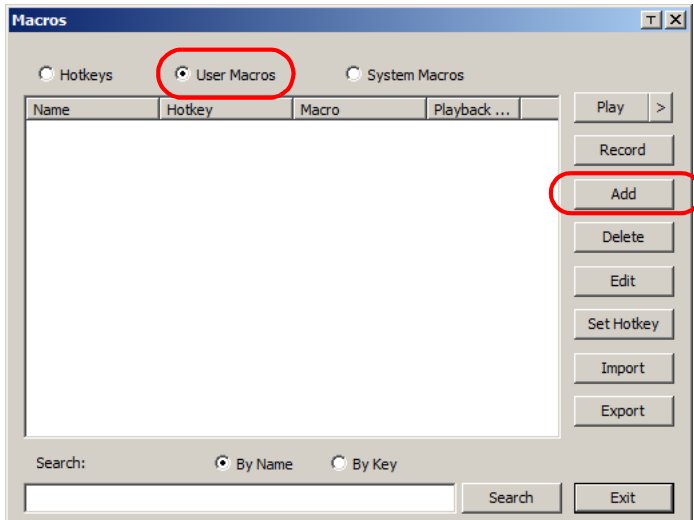 Macros T X
Hotkeys User Macros System Macros
Name Hotkey Macro Playback ...
Play >
Record
Add
Delete
Edit
Set Hotkey
Import
Export
Search: By Name By Key
Search Exit